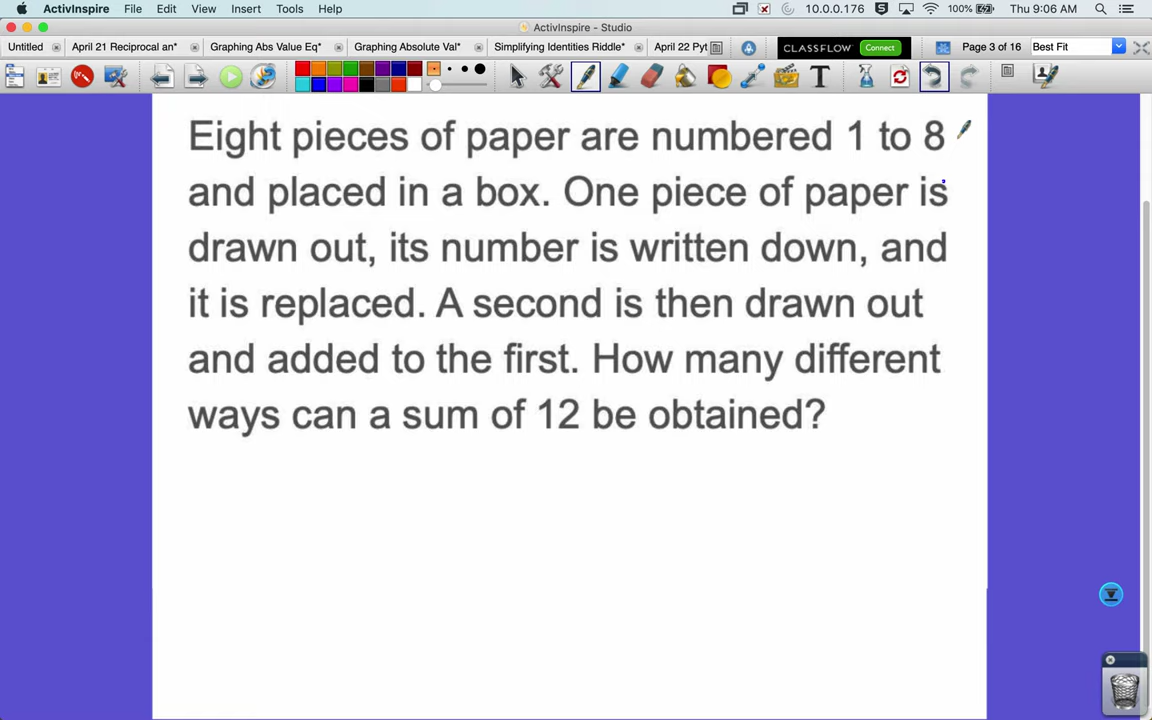 ActivInspire File Edit View Insert Tools Help 10.0.0.176 S 100% Thu 9:06 AM
ActivInspire - Studio
Untitled April 21 Reciprocal an* Graphing Abs Value Eq* Graphing Absolute Val* Simplifying Identities Riddle* April 22 Pyt CLASSFLOW Connect Page 3 of 16 Best Fit
T
Eight pieces of paper are numbered 1 to 8
and placed in a box. One piece of paper is
drawn out, its number is written down, and
it is replaced. A second is then drawn out
and added to the first. How many different
ways can a sum of 12 be obtained?